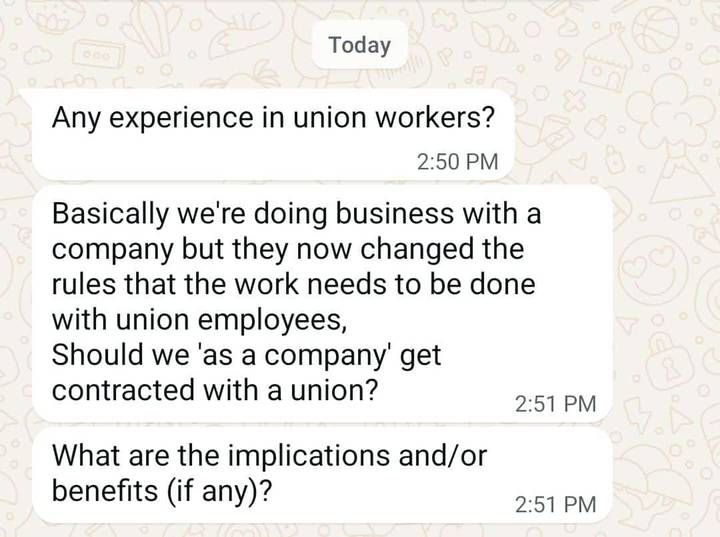 Today
Any experience in union workers?
2:50 PM
Basically we're doing business with a
company but they now changed the
rules that the work needs to be done
with union employees,
Should we 'as a company' get
contracted with a union?
2:51 PM
What are the implications and/or
benefits (if any)?
2:51 PM